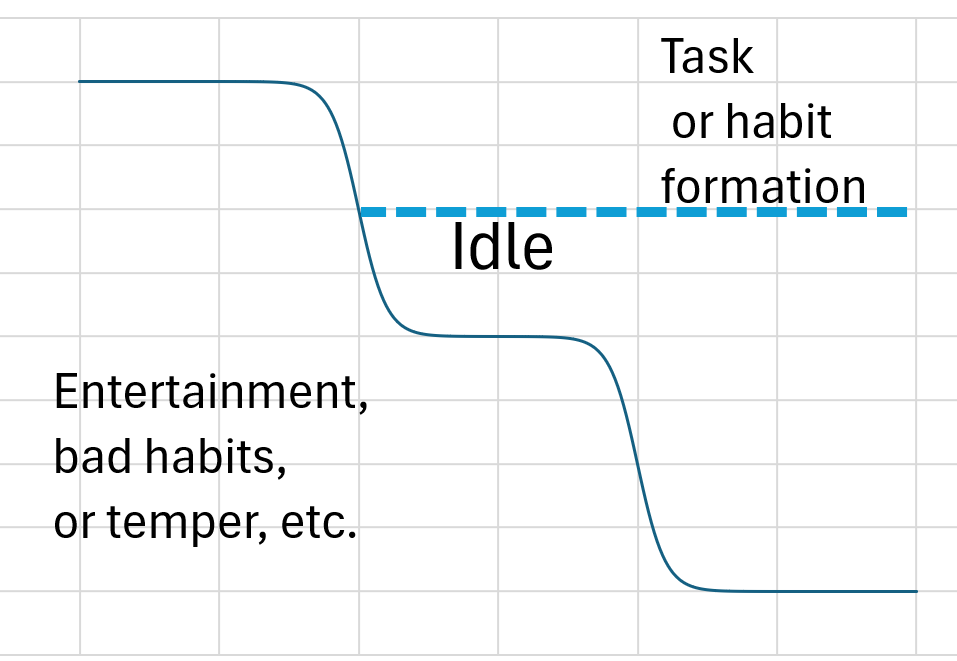 Task
or habit
formation
Idle
Entertainment,
bad habits,
or temper, etc.